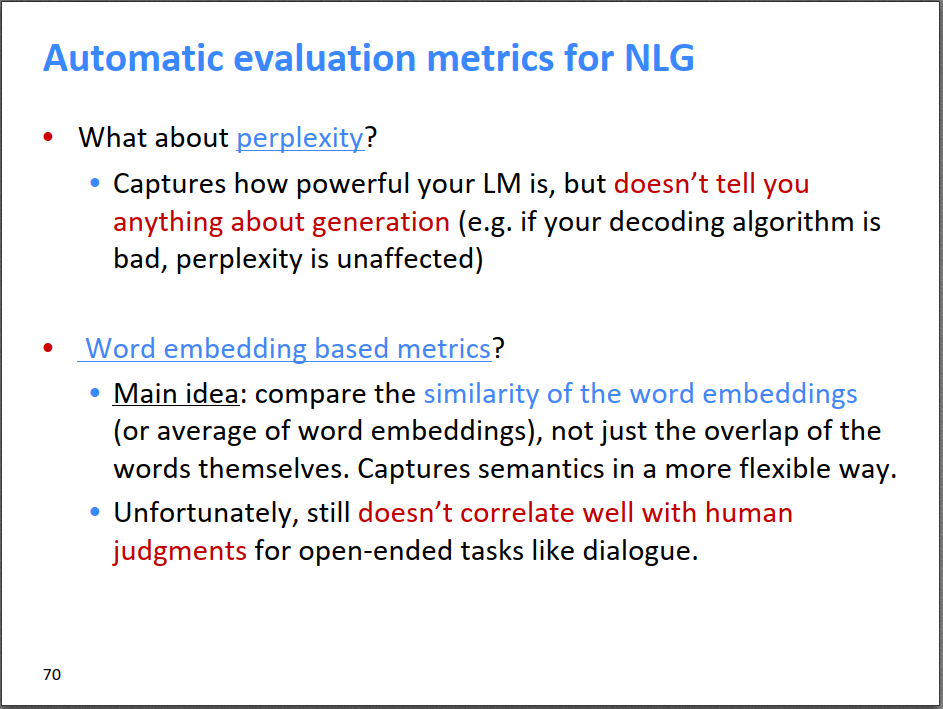 Automatic evaluation metrics for NLG
• What about perplexity?
• Captures how powerful your LM is, but doesn’t tell you
anything about generation (e.g. if your decoding algorithm is
bad, perplexity is unaffected)
• Word embedding based metrics?
• Main idea: compare the similarity of the word embeddings
(or average of word embeddings), not just the overlap of the
words themselves. Captures semantics in a more flexible way.
• Unfortunately, still doesn’t correlate well with human
judgments for open-ended tasks like dialogue.
70